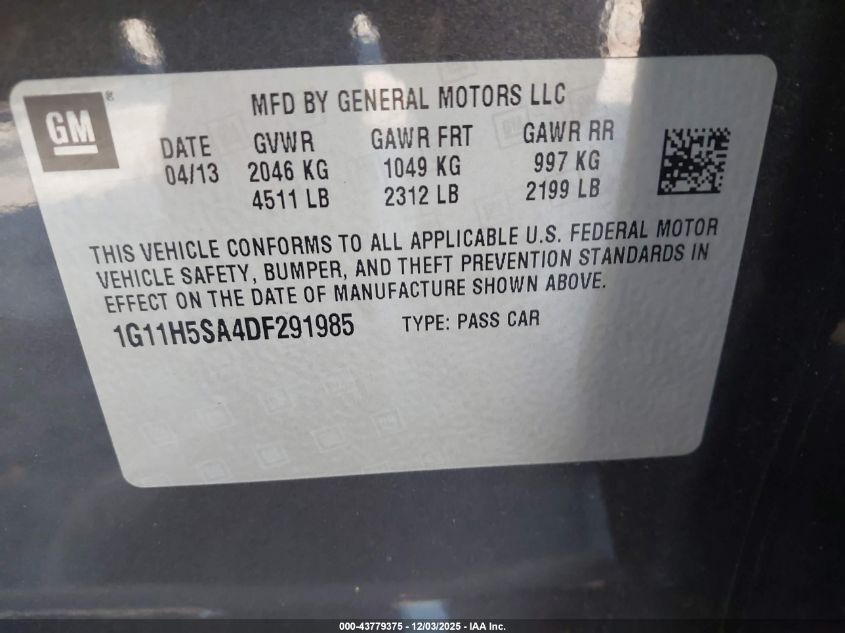 GM
MFD BY GENERAL MOTORS LLC
DATE GVWR GAWR FRT GAWR RR
04/13 2046 KG 1049 KG 997 KG
4511 LB 2312 LB 2199 LB
THIS VEHICLE CONFORMS TO ALL APPLICABLE U.S. FEDERAL MOTOR
VEHICLE SAFETY, BUMPER, AND THEFT PREVENTION STANDARDS IN
EFFECT ON THE DATE OF MANUFACTURE SHOWN ABOVE.
1G11H5SA4DF291985 TYPE: PASS CAR
000-43779375 - 12/03/2025 - IAA Inc.